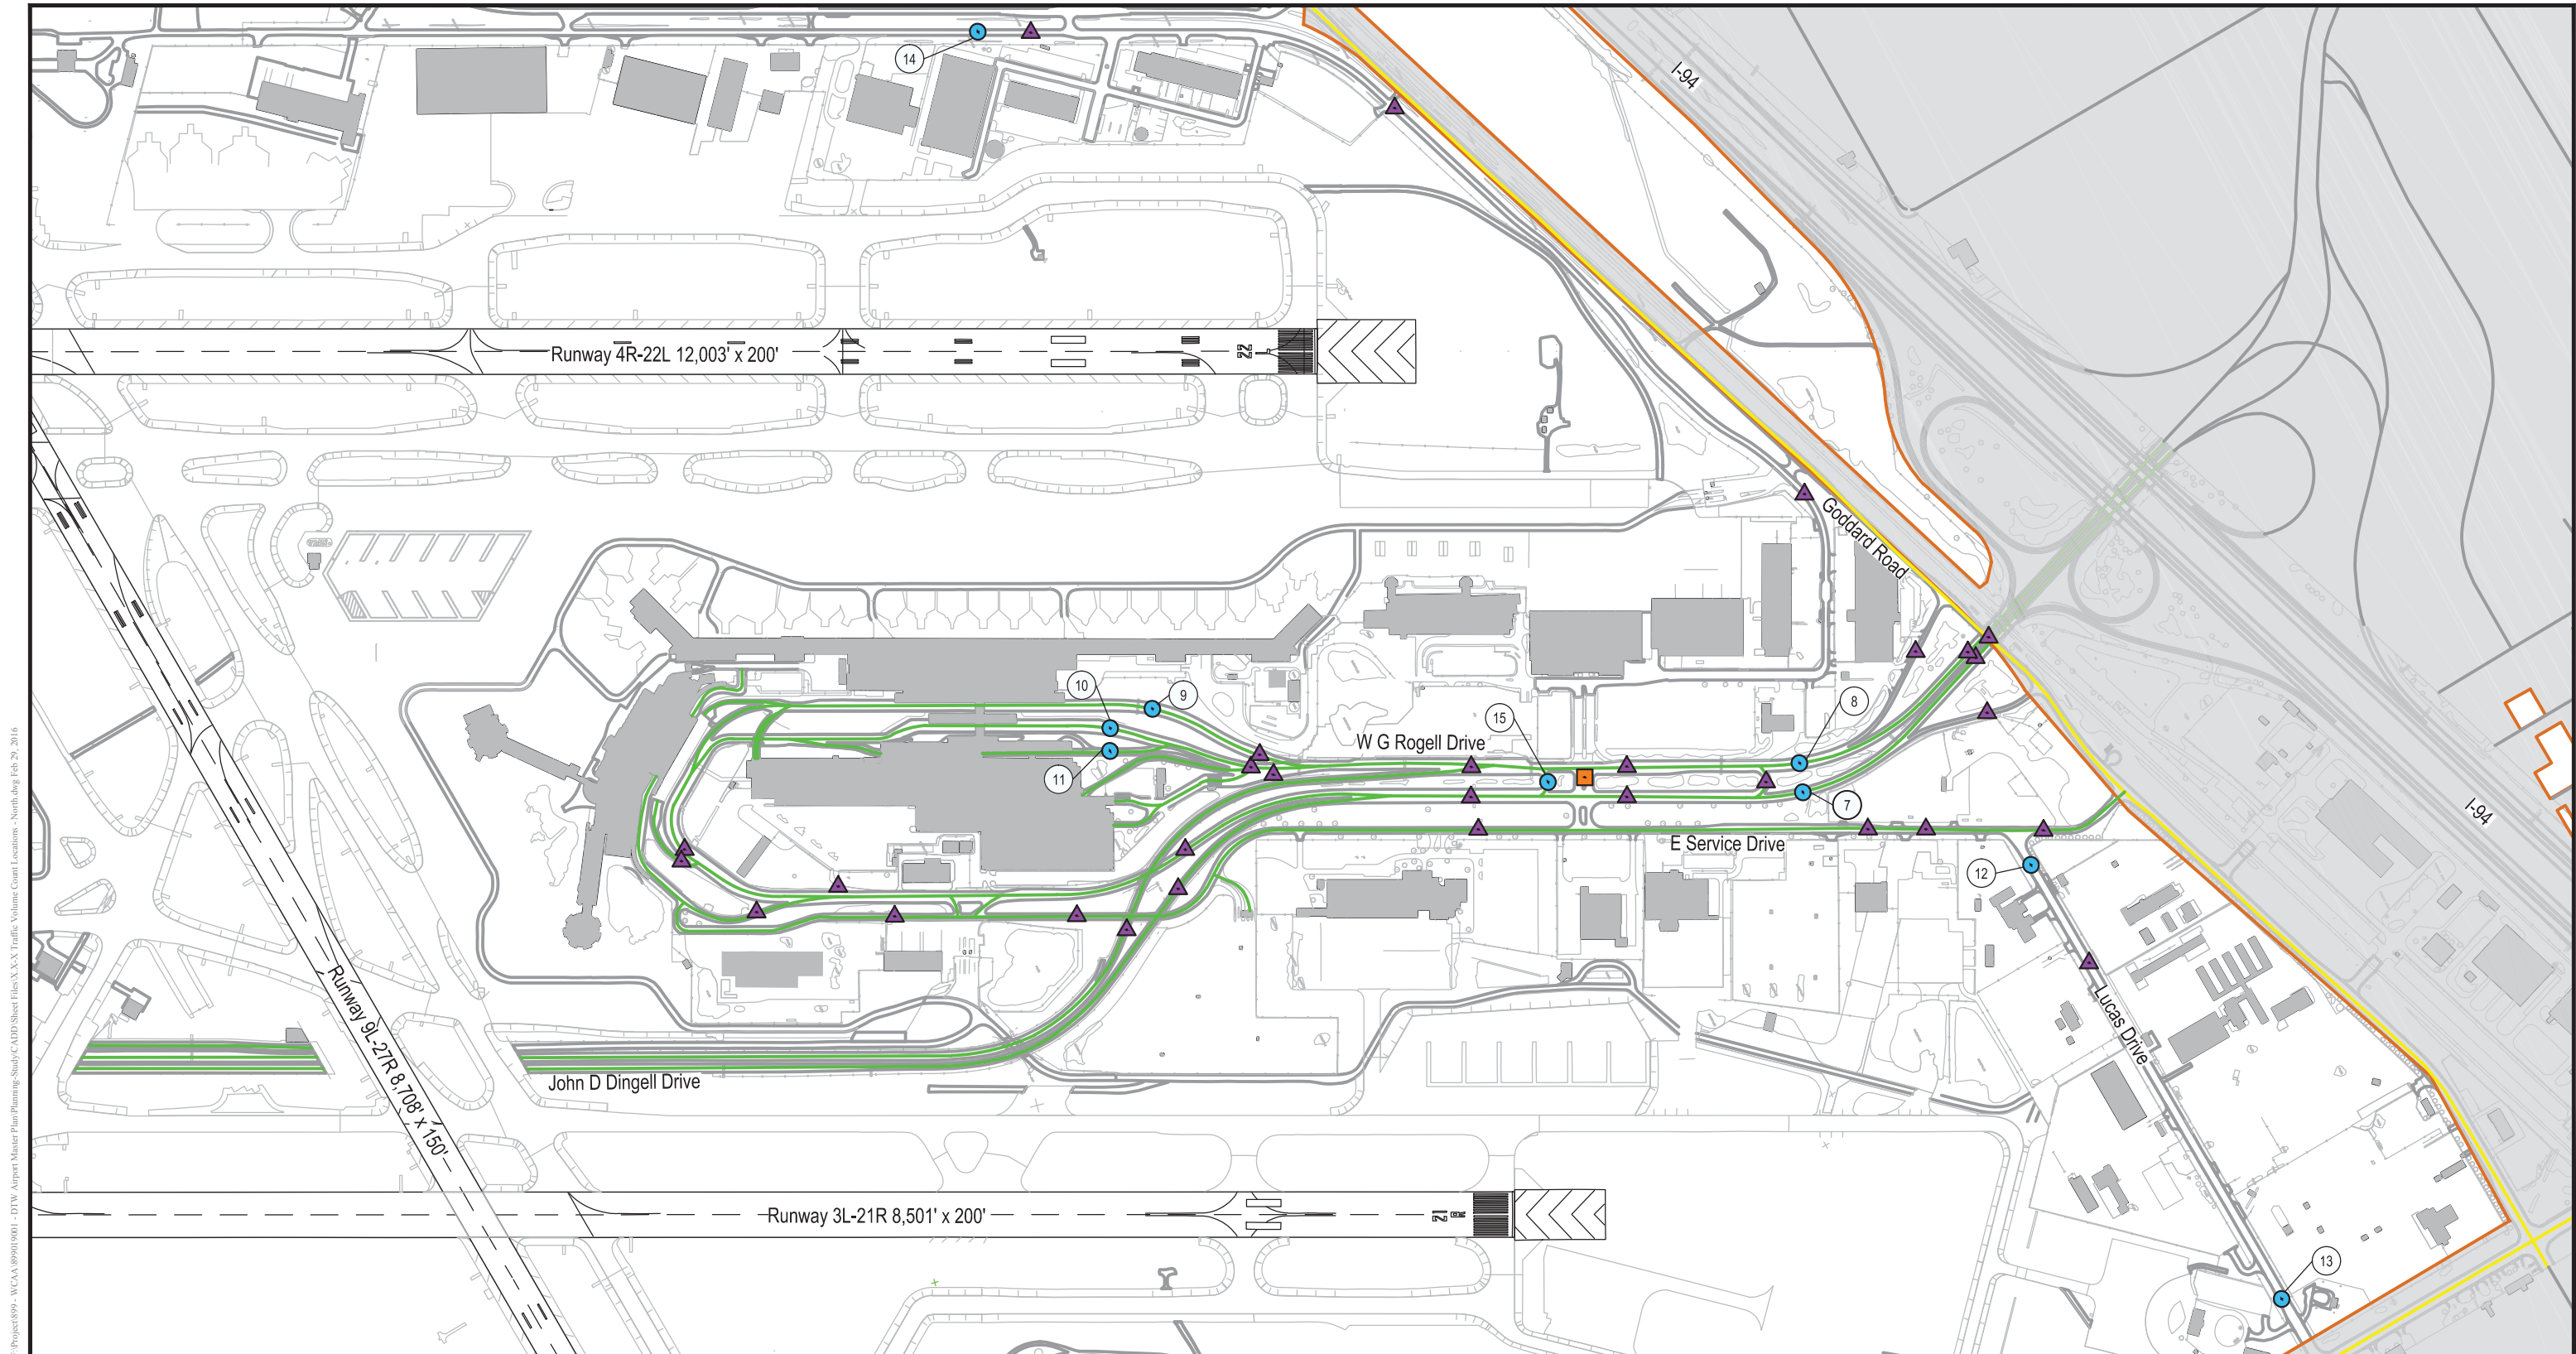 14
I-94
Runway 4R-22L 12,003' x 200'
22
Goddard Road
10
9
8
15
W G Rogell Drive
11
7
I-94
E Service Drive
12
Lucas Drive
Runway 9L-27R 8,708' x 150'
John D Dingell Drive
Runway 3L-21R 8,501' x 200'
21
R
13